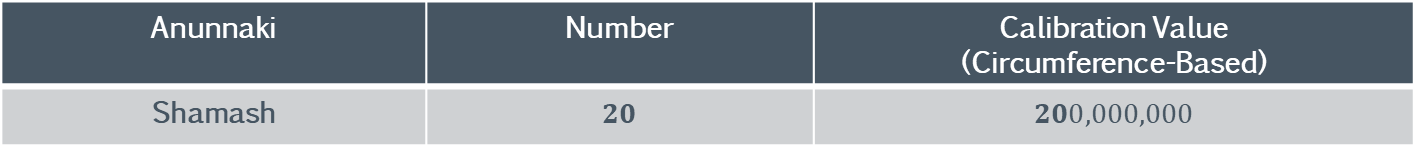 Anunnaki Number Calibration Value
(Circumference-Based)
Shamash 20 200,000,000